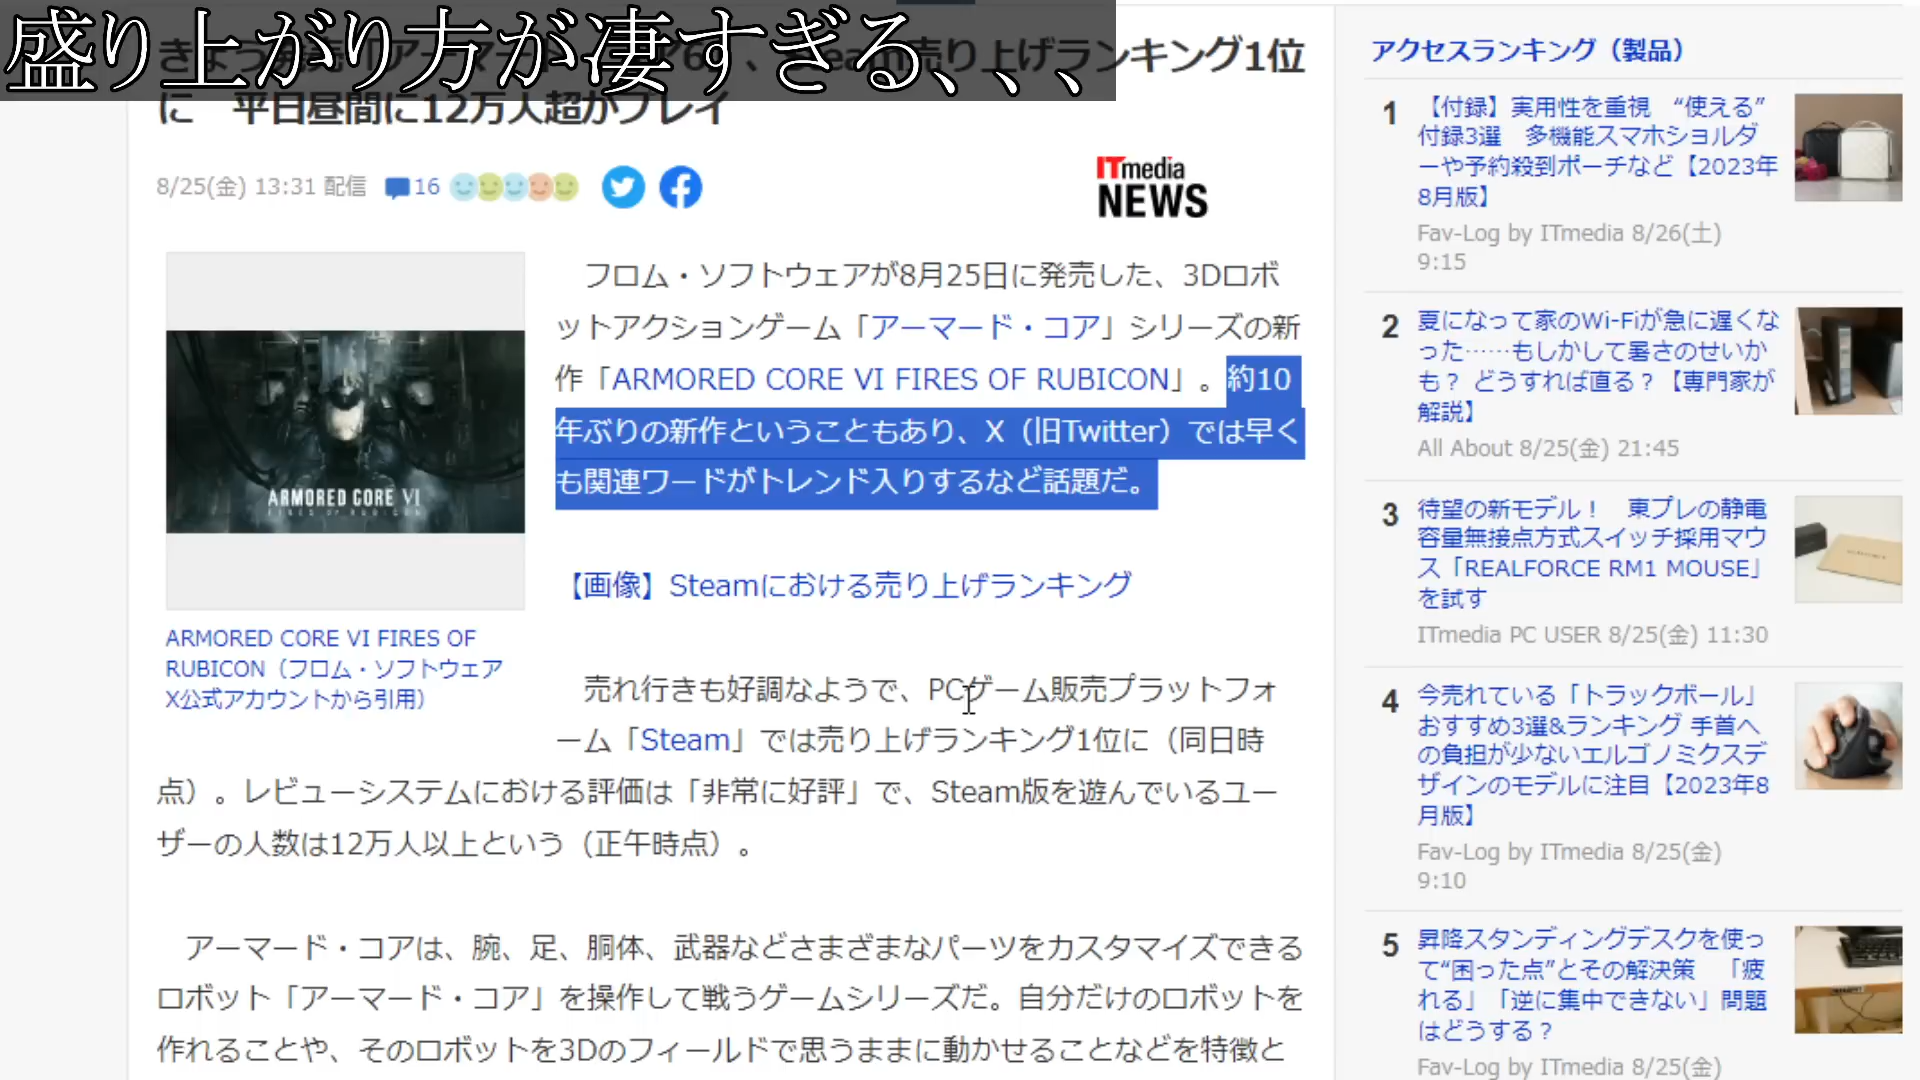 盛り上がり方が凄すぎる、、、
売り上げランキング1位
に 平日昼間に12万人超がプレイ
8/25(金) 13:31 配信 16
ITmedia
NEWS
フロム・ソフトウェアが8月25日に発売した、3Dロボ
ットアクションゲーム「アーマード・コア」シリーズの新
作「ARMORED CORE VI FIRES OF RUBICON」。約10
年ぶりの新作ということもあり、X（旧Twitter）では早く
も関連ワードがトレンド入りするなど話題だ。
ARMORED CORE VI
FIRES OF RUBICON
ARMORED CORE VI FIRES OF
RUBICON（フロム・ソフトウェア
X公式アカウントから引用）
【画像】Steamにおける売り上げランキング
売れ行きも好調なようで、PCゲーム販売プラットフォ
ーム「Steam」では売り上げランキング1位に（同日時
点）。レビューシステムにおける評価は「非常に好評」で、Steam版を遊んでいるユー
ザーの人数は12万人以上という（正午時点）。
アーマード・コアは、腕、足、胴体、武器などさまざまなパーツをカスタマイズできる
ロボット「アーマード・コア」を操作して戦うゲームシリーズだ。自分だけのロボットを
作れることや、そのロボットを3Dのフィールドで思うままに動かせることなどを特徴と
アクセスランキング（製品）
1
【付録】実用性を重視 “使える”
付録3選 多機能スマホショルダ
ーや予約殺到ポーチなど【2023年
8月版】
Fav-Log by ITmedia 8/26(土)
9:15
2
夏になって家のWi-Fiが急に遅くな
った……もしかして暑さのせいか
も？ どうすれば直る？【専門家が
解説】
All About 8/25(金) 21:45
3
待望の新モデル！ 東プレの静電
容量無接点方式スイッチ採用マウ
ス「REALFORCE RM1 MOUSE」
を試す
ITmedia PC USER 8/25(金) 11:30
4
今売れている「トラックボール」
おすすめ3選&ランキング 手首へ
の負担が少ないエルゴノミクスデ
ザインのモデルに注目【2023年8
月版】
Fav-Log by ITmedia 8/25(金)
9:10
5
昇降スタンディングデスクを使っ
て“困った点”とその解決策 「疲
れる」「逆に集中できない」問題
はどうする？
Fav-Log by ITmedia 8/25(金)